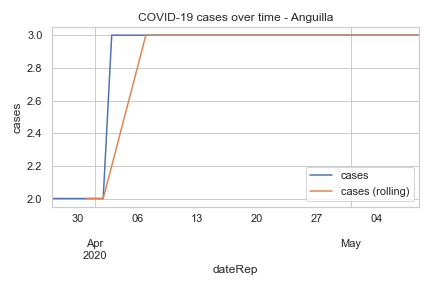 COVID-19 cases over time - Anguilla
cases
3.0
2.8
2.6
2.4
2.2
2.0
cases
cases (rolling)
30 06 13 20 27 04
Apr May
2020
dateRep